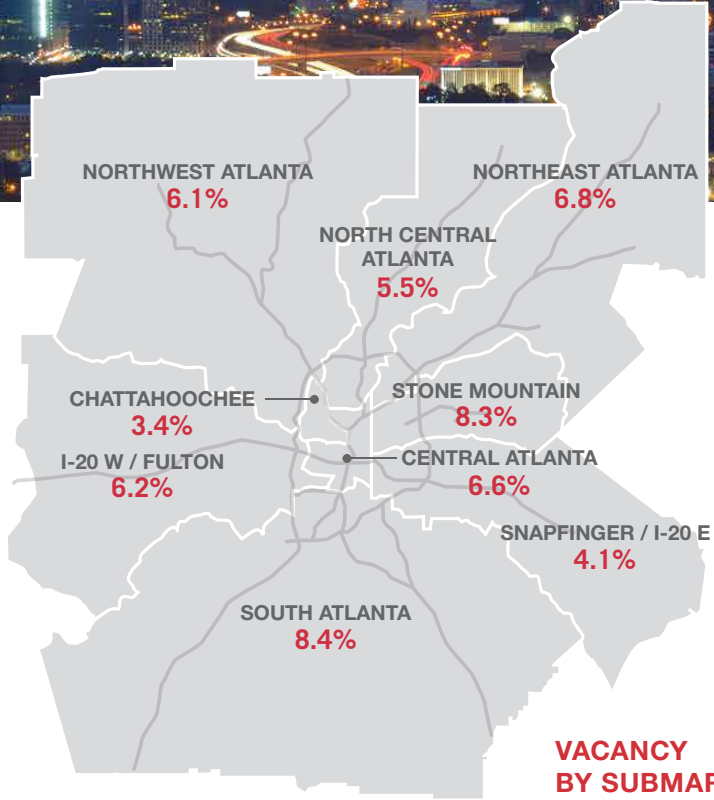 NORTHWEST ATLANTA
6.1%
NORTHEAST ATLANTA
6.8%
NORTH CENTRAL
ATLANTA
5.5%
CHATTAHOOCHEE
3.4%
STONE MOUNTAIN
8.3%
I-20 W / FULTON
6.2%
CENTRAL ATLANTA
6.6%
SNAPFINGER / I-20 E
4.1%
SOUTH ATLANTA
8.4%
VACANCY
BY SUBMAR